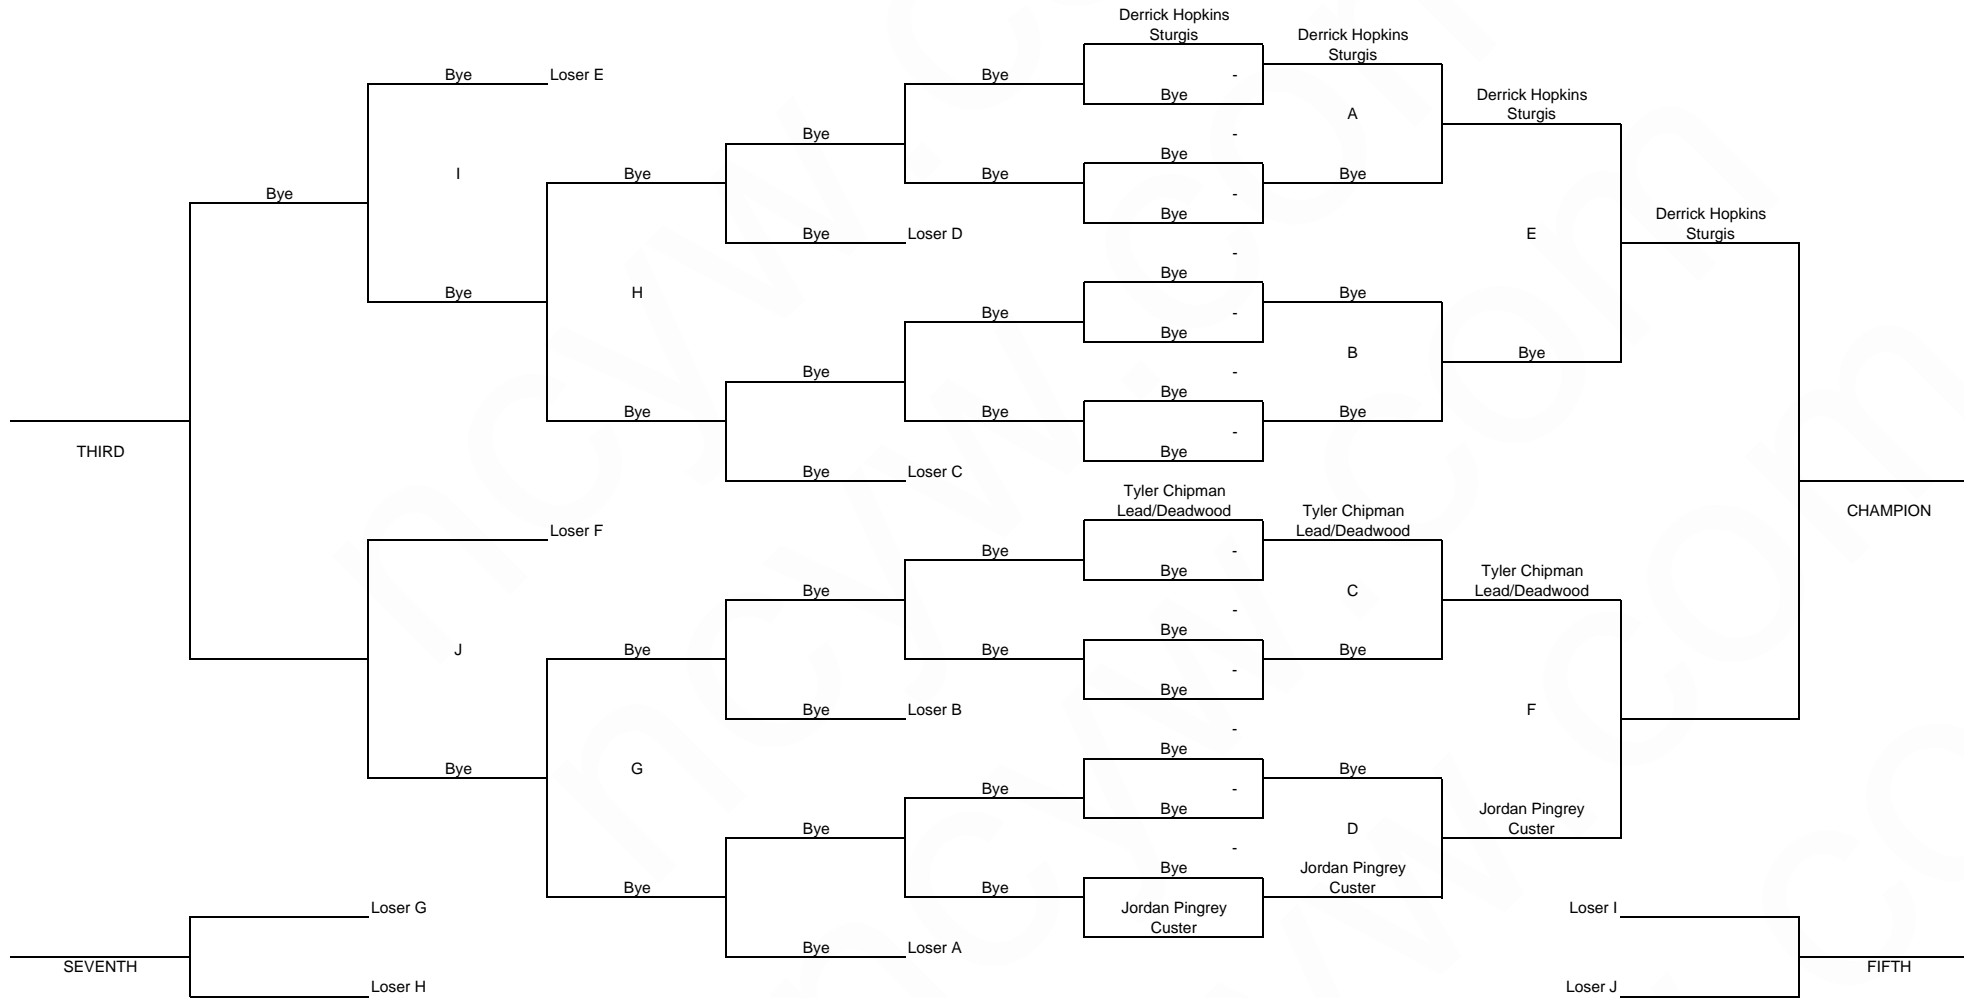 Derrick Hopkins
Sturgis
Derrick Hopkins
Sturgis
Bye
Loser E
Bye
-
Bye
Derrick Hopkins
Sturgis
A
Bye
-
Bye
I
Bye
Bye
Bye
Bye
-
Bye
Bye
Derrick Hopkins
Sturgis
Bye
Loser D
E
-
Bye
Bye
H
Bye
Bye
-
Bye
B
Bye
Bye
-
Bye
Bye
Bye
Bye
-
Bye
THIRD
Bye
Loser C
Tyler Chipman
Lead/Deadwood
Tyler Chipman
Lead/Deadwood
CHAMPION
Loser F
Bye
-
Bye
Tyler Chipman
Lead/Deadwood
C
Bye
-
Bye
J
Bye
Bye
Bye
-
Bye
Bye
Loser B
F
-
Bye
Bye
G
Bye
Bye
-
Bye
Jordan Pingrey
Custer
Bye
D
-
Bye
Jordan Pingrey
Custer
Bye
Bye
Loser G
Jordan Pingrey
Custer
Loser I
Bye
Loser A
SEVENTH
FIFTH
Loser H
Loser J
ncyw.com